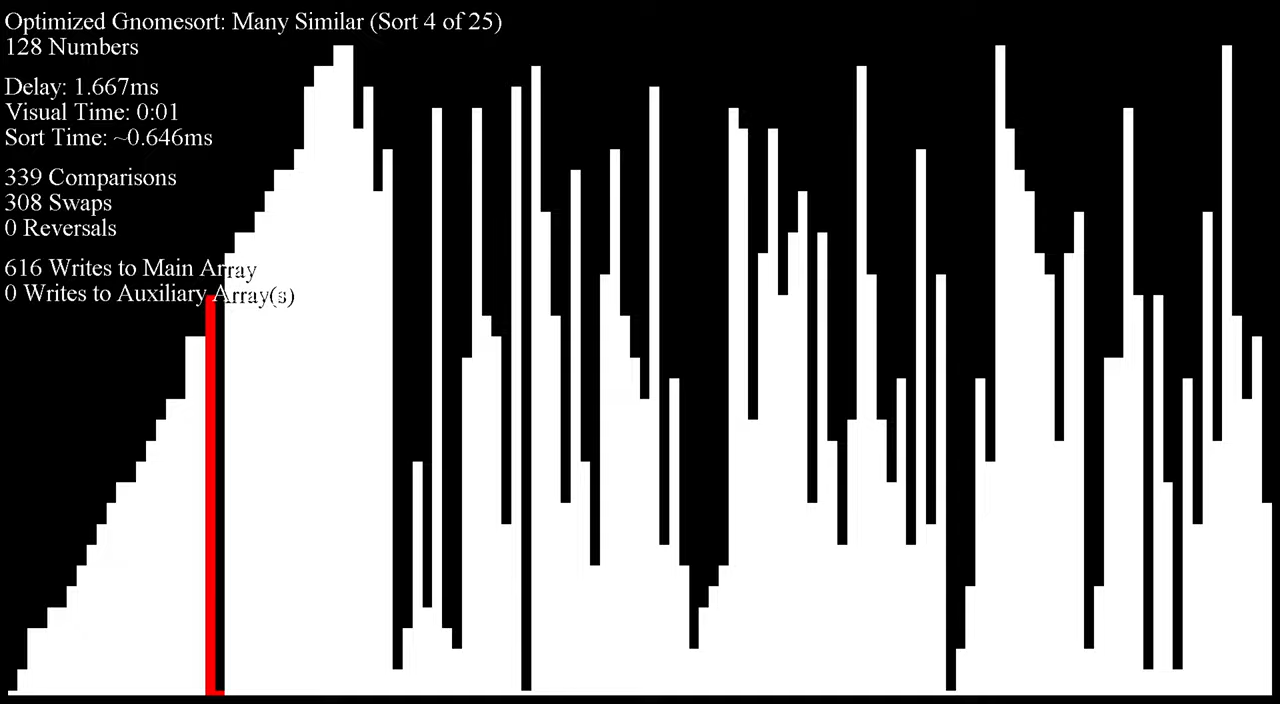 Optimized Gnomesort: Many Similar (Sort 4 of 25)
128 Numbers
Delay: 1.667ms
Visual Time: 0:01
Sort Time: ~0.646ms
339 Comparisons
308 Swaps
0 Reversals
616 Writes to Main Array
0 Writes to Auxiliary Array(s)